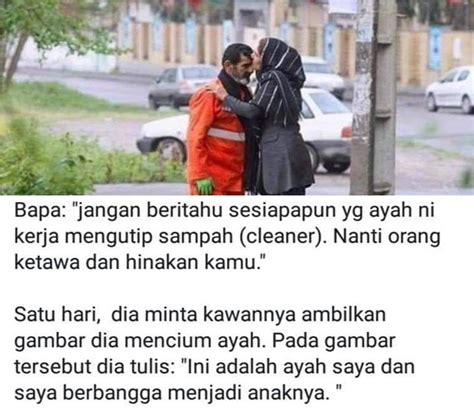 Bapa: "jangan beritahu sesiapapun yg ayah ni
kerja mengutip sampah (cleaner). Nanti orang
ketawa dan hinakan kamu."
Satu hari, dia minta kawannya ambilkan
gambar dia mencium ayah. Pada gambar
tersebut dia tulis: "Ini adalah ayah saya dan
saya berbangga menjadi anaknya. "